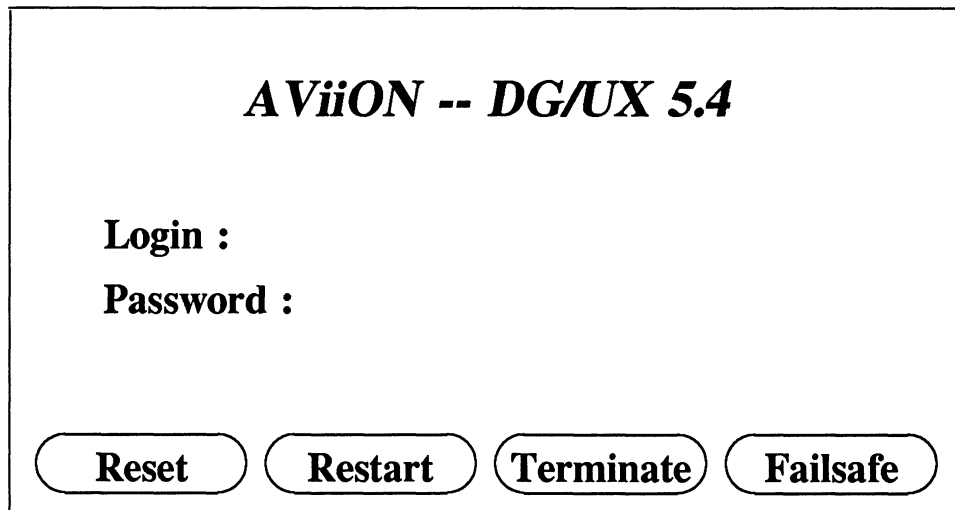 AViiON -- DG/UX 5.4
Login :
Password :
Reset Restart Terminate Failsafe